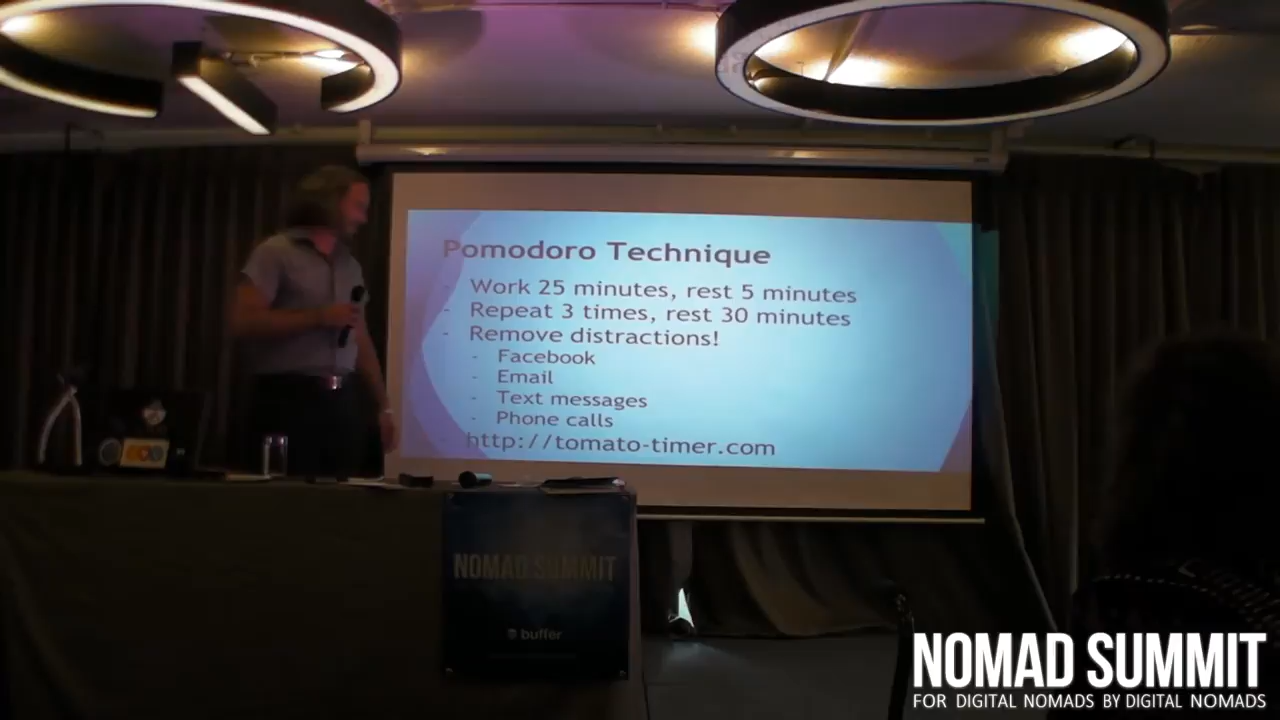 Pomodoro Technique
- Work 25 minutes, rest 5 minutes
- Repeat 3 times, rest 30 minutes
- Remove distractions!
- Facebook
- Email
- Text messages
- Phone calls
http://tomato-timer.com
NOMAD SUMMIT
buffer
NOMAD SUMMIT
FOR DIGITAL NOMADS BY DIGITAL NOMADS